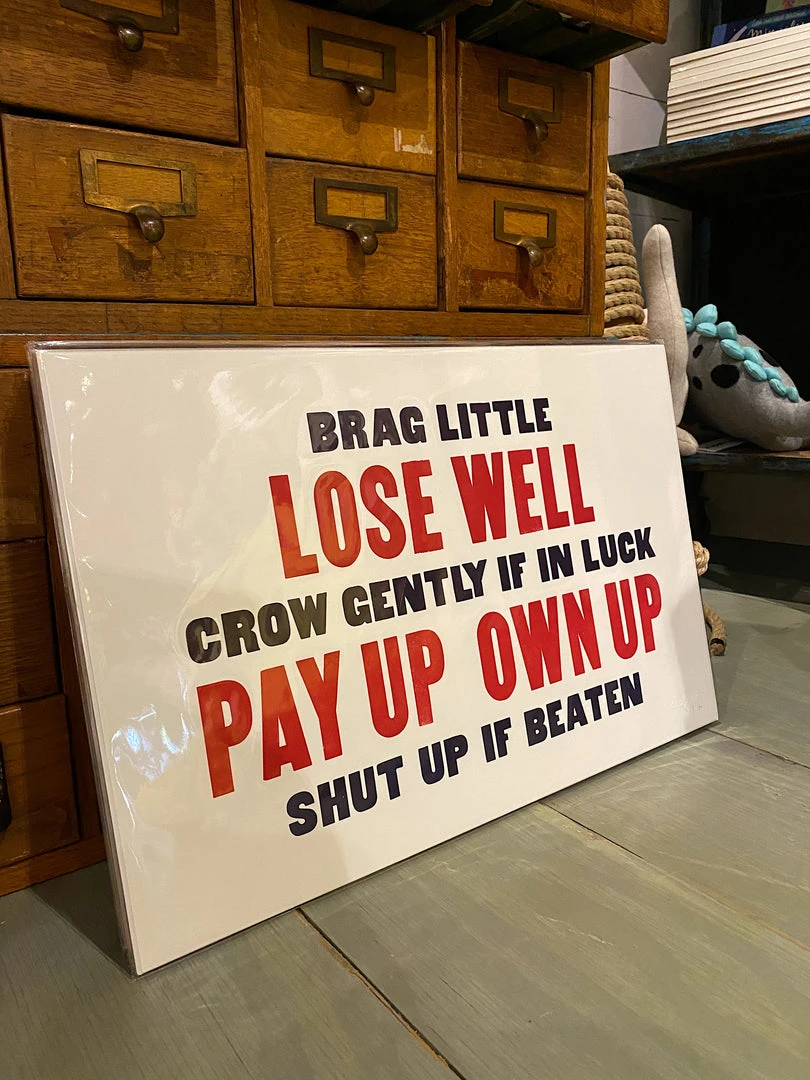 BRAG LITTLE
LOSE WELL
CROW GENTLY IF IN LUCK
PAY UP OWN UP
SHUT UP IF BEATEN